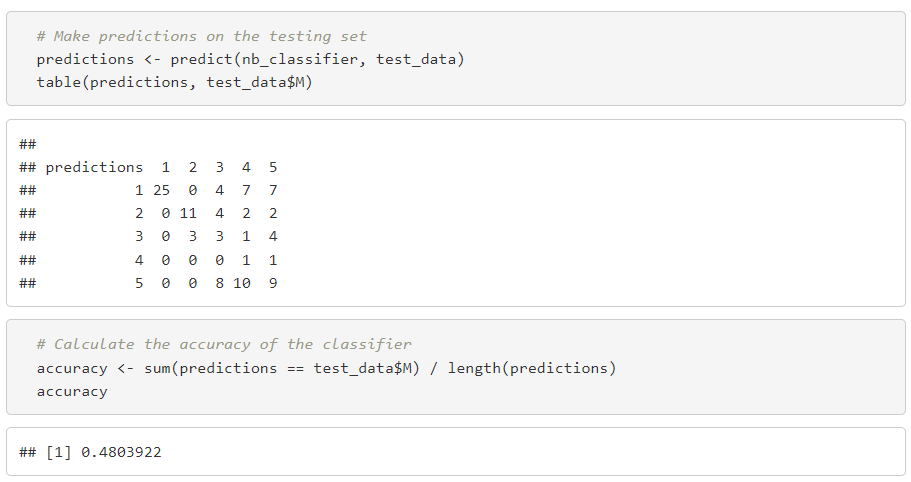 # Make predictions on the testing set
predictions <- predict(nb_classifier, test_data)
table(predictions, test_data$M)
##
## predictions  1  2  3  4  5
##           1 25  0  4  7  7
##           2  0 11  4  2  2
##           3  0  3  3  1  4
##           4  0  0  0  1  1
##           5  0  0  8 10  9
# Calculate the accuracy of the classifier
accuracy <- sum(predictions == test_data$M) / length(predictions)
accuracy
## [1] 0.4803922